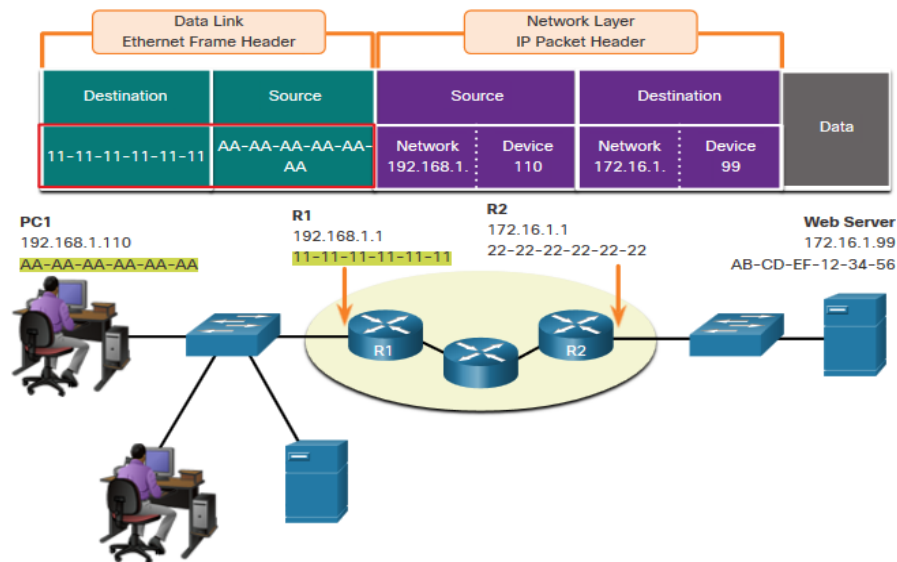 Data Link
Ethernet Frame Header
Network Layer
IP Packet Header
Destination
Source
Source
Destination
Data
11-11-11-11-11-11
AA-AA-AA-AA-AA-
AA
Network
192.168.1.
Device
110
Network
172.16.1.
Device
99
PC1
192.168.1.110
AA-AA-AA-AA-AA-AA
R1
192.168.1.1
11-11-11-11-11-11
R2
172.16.1.1
22-22-22-22-22-22
Web Server
172.16.1.99
AB-CD-EF-12-34-56
R1
R2